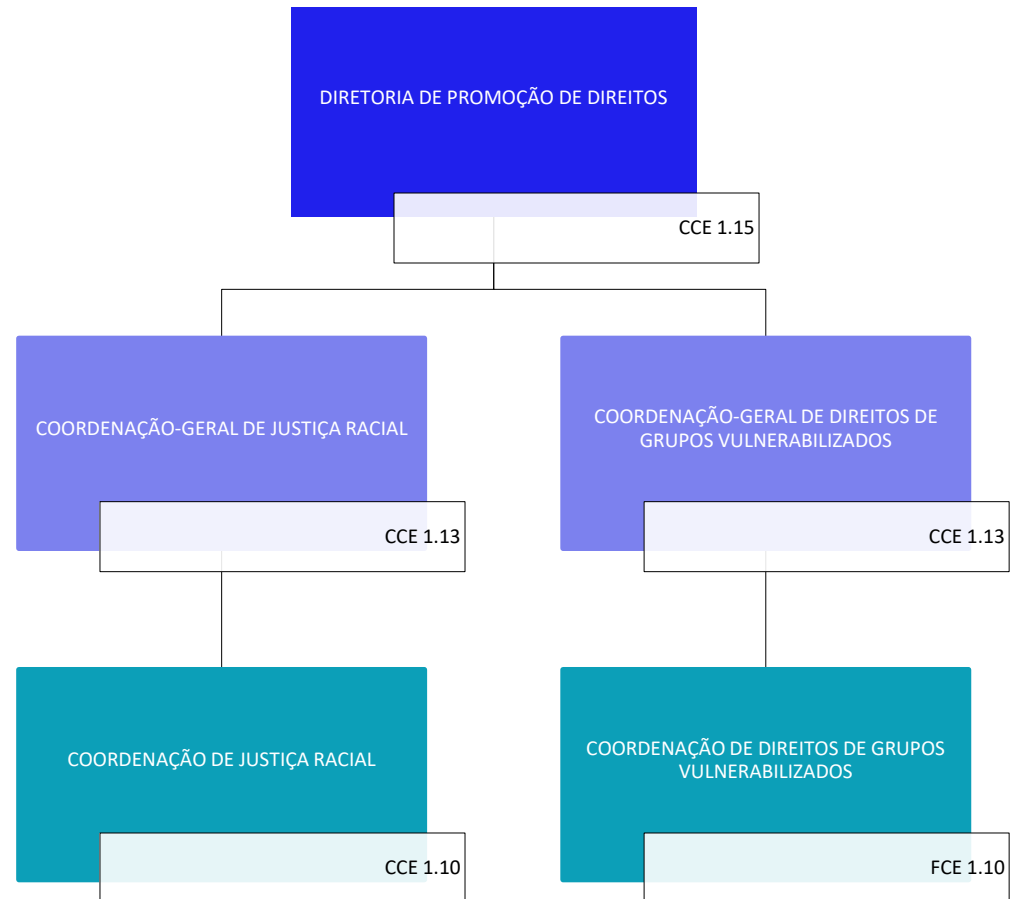 DIRETORIA DE PROMOÇÃO DE DIREITOS
CCE 1.15
COORDENAÇÃO-GERAL DE JUSTIÇA RACIAL
CCE 1.13
COORDENAÇÃO-GERAL DE DIREITOS DE
GRUPOS VULNERABILIZADOS
CCE 1.13
COORDENAÇÃO DE JUSTIÇA RACIAL
CCE 1.10
COORDENAÇÃO DE DIREITOS DE GRUPOS
VULNERABILIZADOS
FCE 1.10